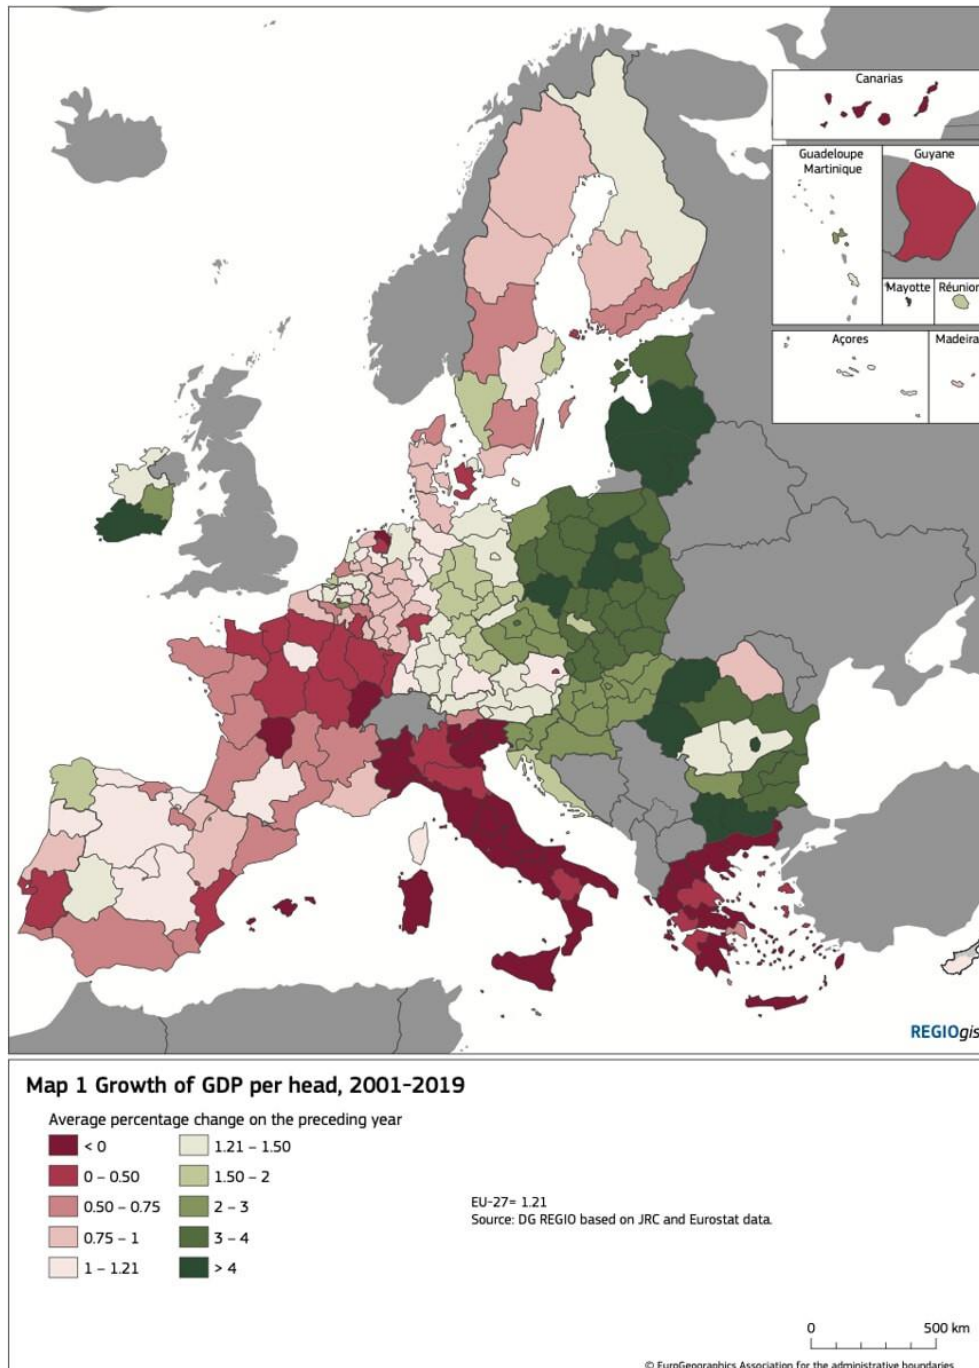 Canarias
Guadeloupe
Martinique
Guyane
Mayotte
Réunion
Açores
Madeira
REGIOgis
Map 1 Growth of GDP per head, 2001-2019
Average percentage change on the preceding year
< 0
0 – 0.50
0.50 – 0.75
0.75 – 1
1 – 1.21
1.21 – 1.50
1.50 – 2
2 – 3
3 – 4
> 4
EU-27= 1.21
Source: DG REGIO based on JRC and Eurostat data.
0 500 km
© EuroGeographics Association for the administrative boundaries